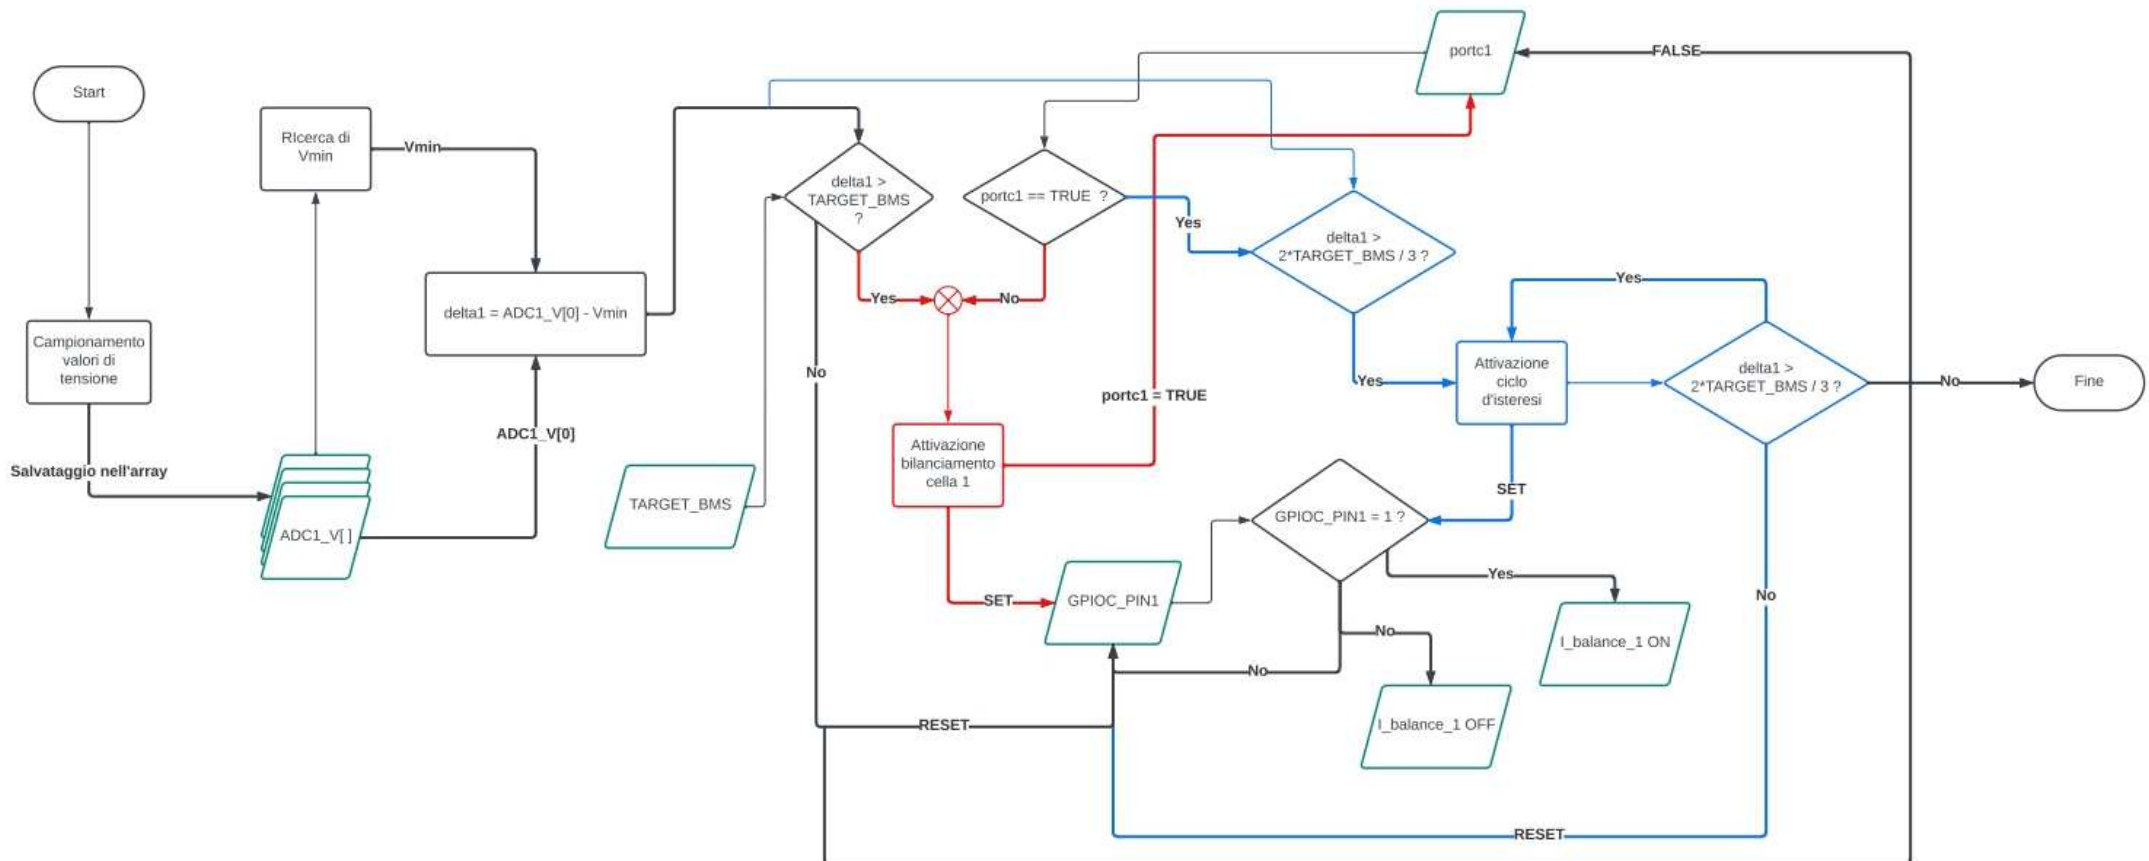 Start
Campionamento
valori di
tensione
Salvataggio nell'array
ADC1_V[ ]
RIcerca di
Vmin
Vmin
delta1 = ADC1_V[0] - Vmin
ADC1_V[0]
TARGET_BMS
delta1 >
TARGET_BMS
?
Yes
No
portc1 == TRUE ?
No
Yes
portc1
FALSE
portc1 = TRUE
Attivazione
bilanciamento
cella 1
SET
GPIOC_PIN1
RESET
delta1 >
2*TARGET_BMS / 3 ?
Yes
Attivazione
ciclo
d'isteresi
SET
Yes
delta1 >
2*TARGET_BMS / 3 ?
No
Fine
No
RESET
GPIOC_PIN1 = 1 ?
Yes
I_balance_1 ON
No
I_balance_1 OFF
No